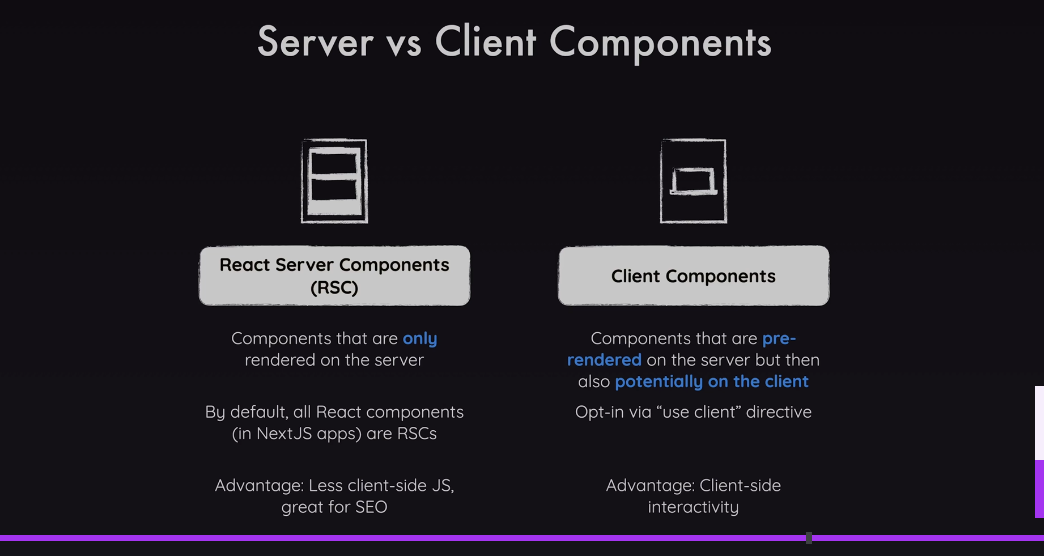 Server vs Client Components
React Server Components
(RSC)
Components that are only
rendered on the server
By default, all React components
(in NextJS apps) are RSCs
Advantage: Less client-side JS,
great for SEO
Client Components
Components that are pre-
rendered on the server but then
also potentially on the client
Opt-in via “use client” directive
Advantage: Client-side
interactivity